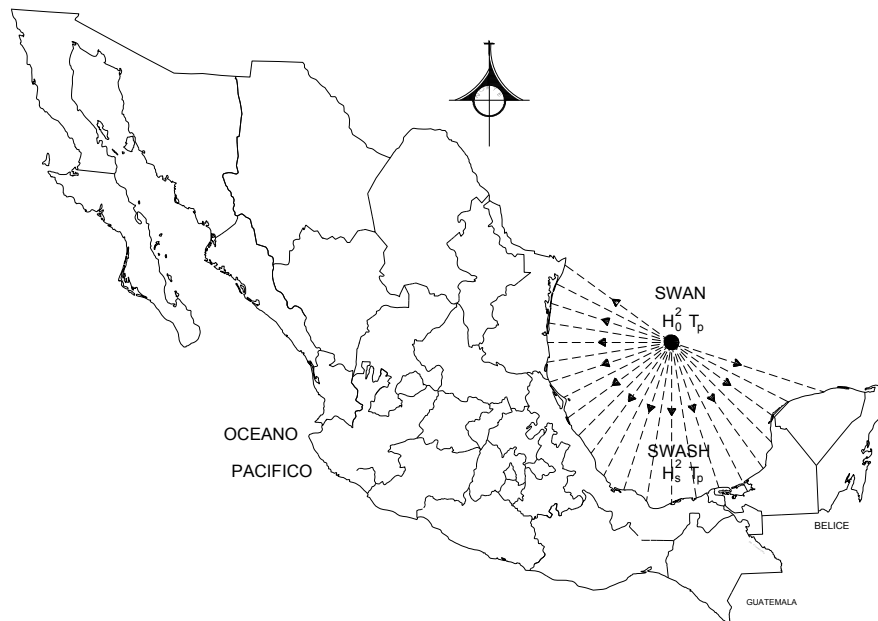 SWAN
H₀² Tₚ
OCEANO
PACIFICO
SWASH
Hₛ² Tₚ
BELICE
GUATEMALA